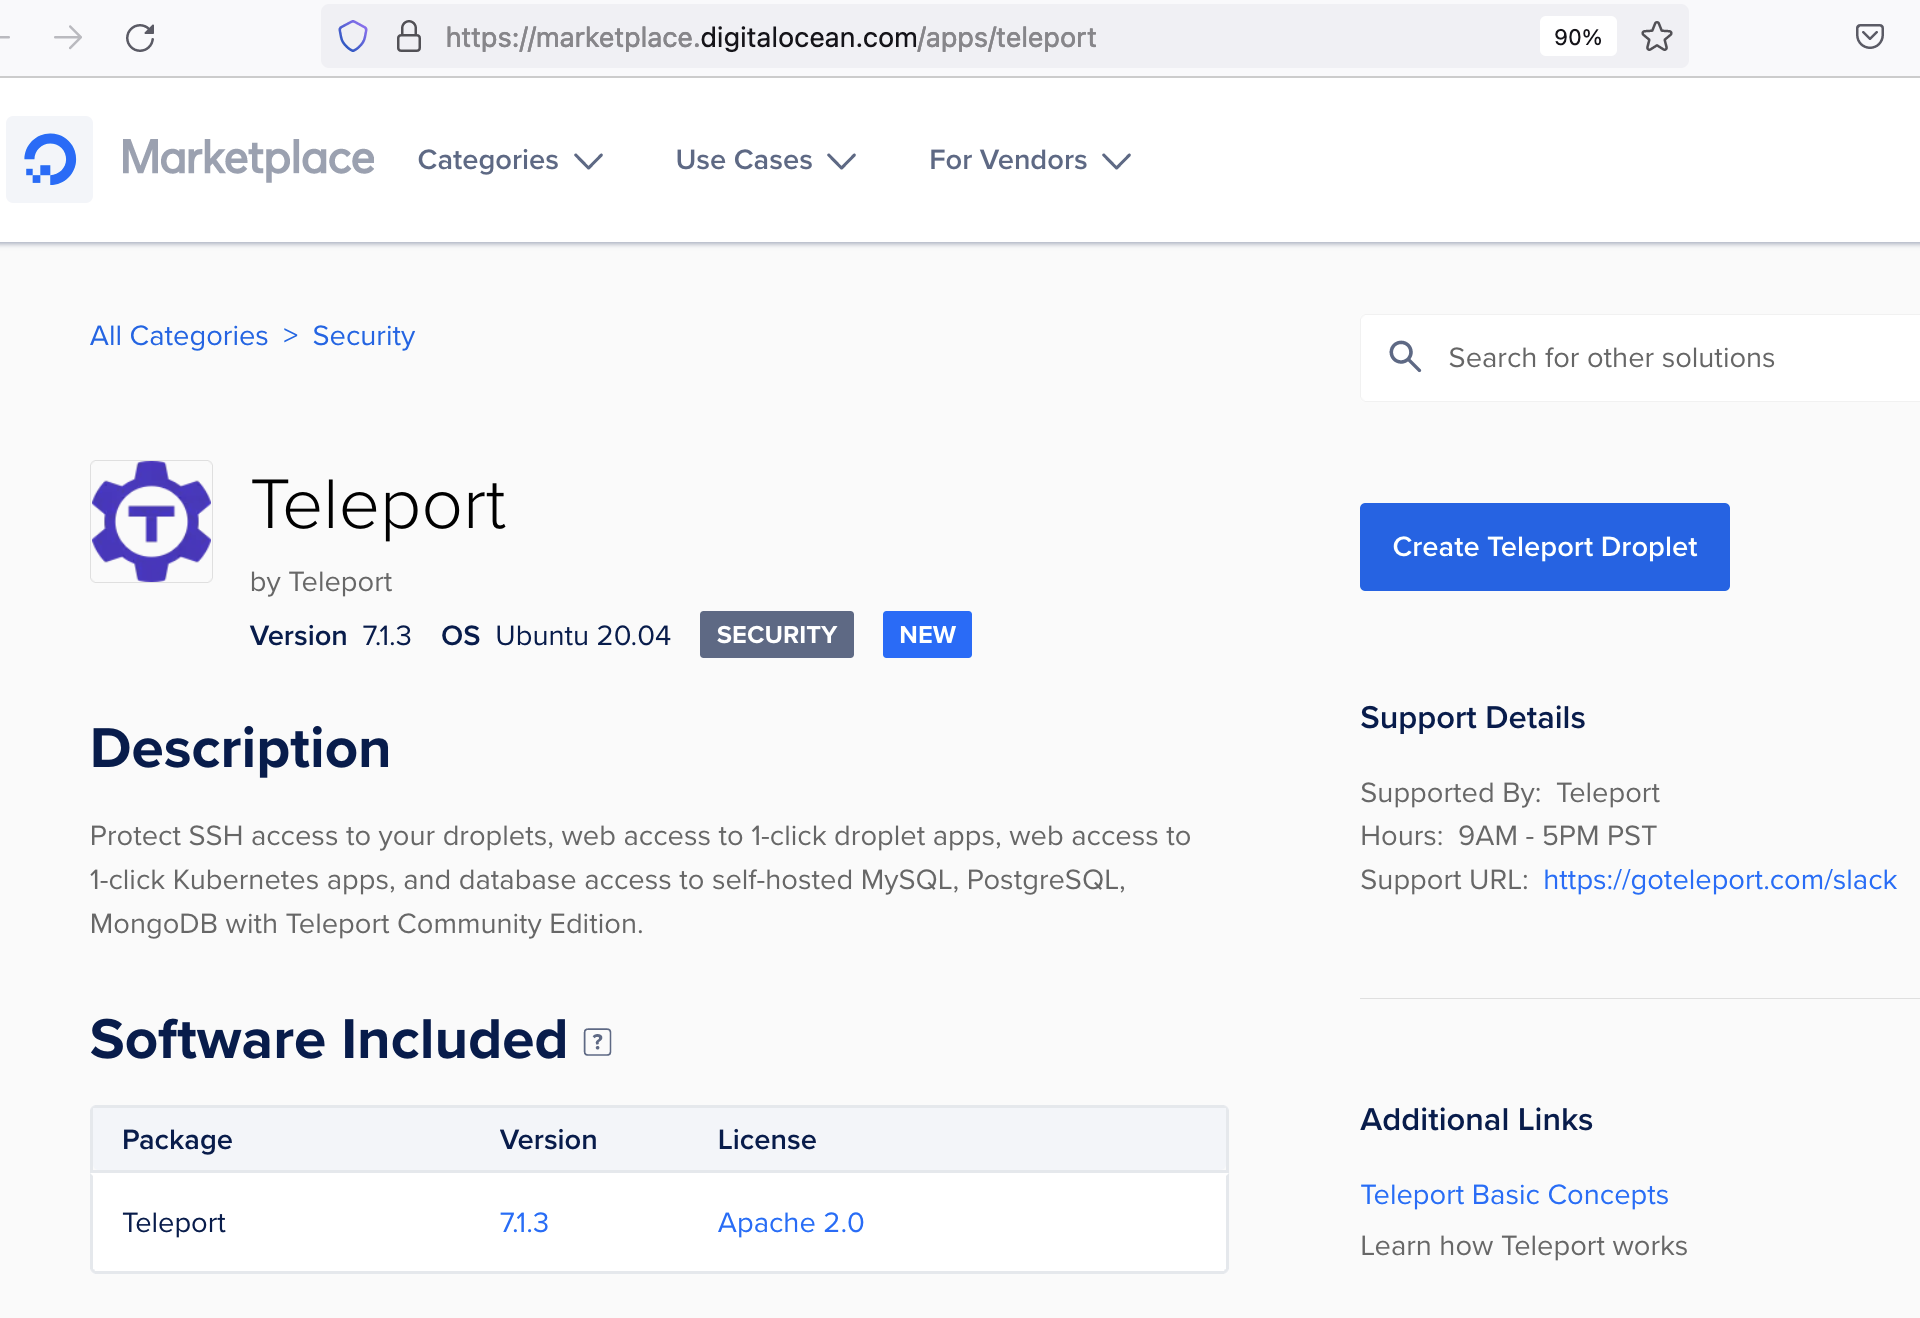 https://marketplace.digitalocean.com/apps/teleport
90%
Marketplace
Categories
Use Cases
For Vendors
All Categories > Security
Search for other solutions
T
Teleport
by Teleport
Version 7.1.3 OS Ubuntu 20.04 SECURITY NEW
Create Teleport Droplet
Description
Protect SSH access to your droplets, web access to 1-click droplet apps, web access to
1-click Kubernetes apps, and database access to self-hosted MySQL, PostgreSQL,
MongoDB with Teleport Community Edition.
Support Details
Supported By: Teleport
Hours: 9AM - 5PM PST
Support URL: https://goteleport.com/slack
Software Included ?
Package Version License
Teleport 7.1.3 Apache 2.0
Additional Links
Teleport Basic Concepts
Learn how Teleport works